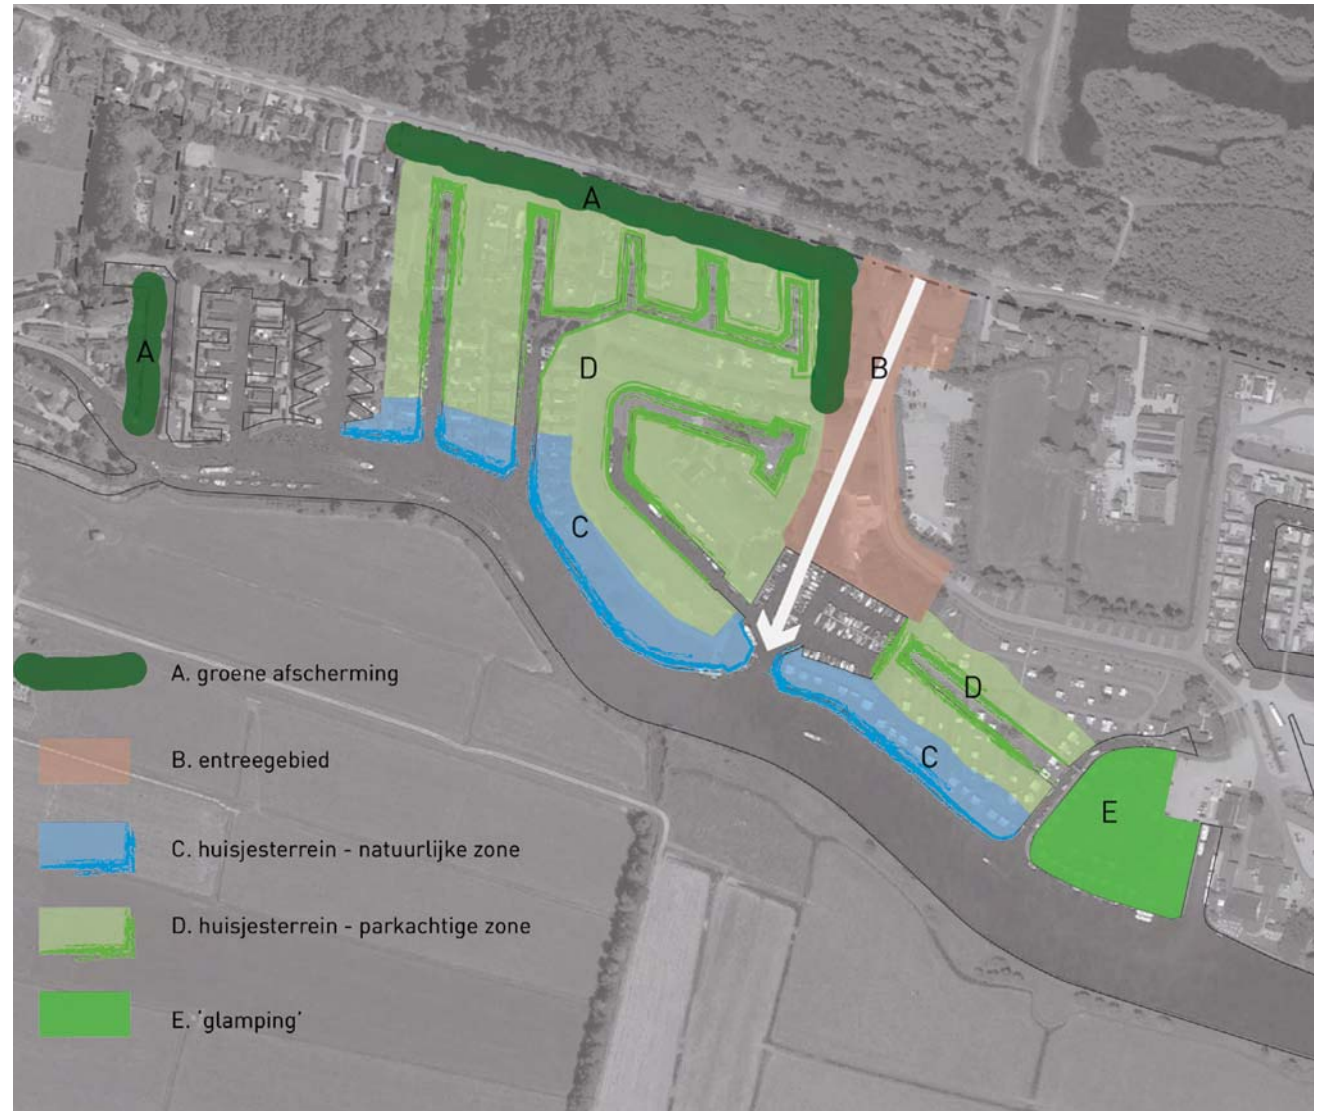 A
A
B
D
C
D
C
E
A. groene afscherming
B. entreegebied
C. huisjesterrein - natuurlijke zone
D. huisjesterrein - parkachtige zone
E. 'glamping'